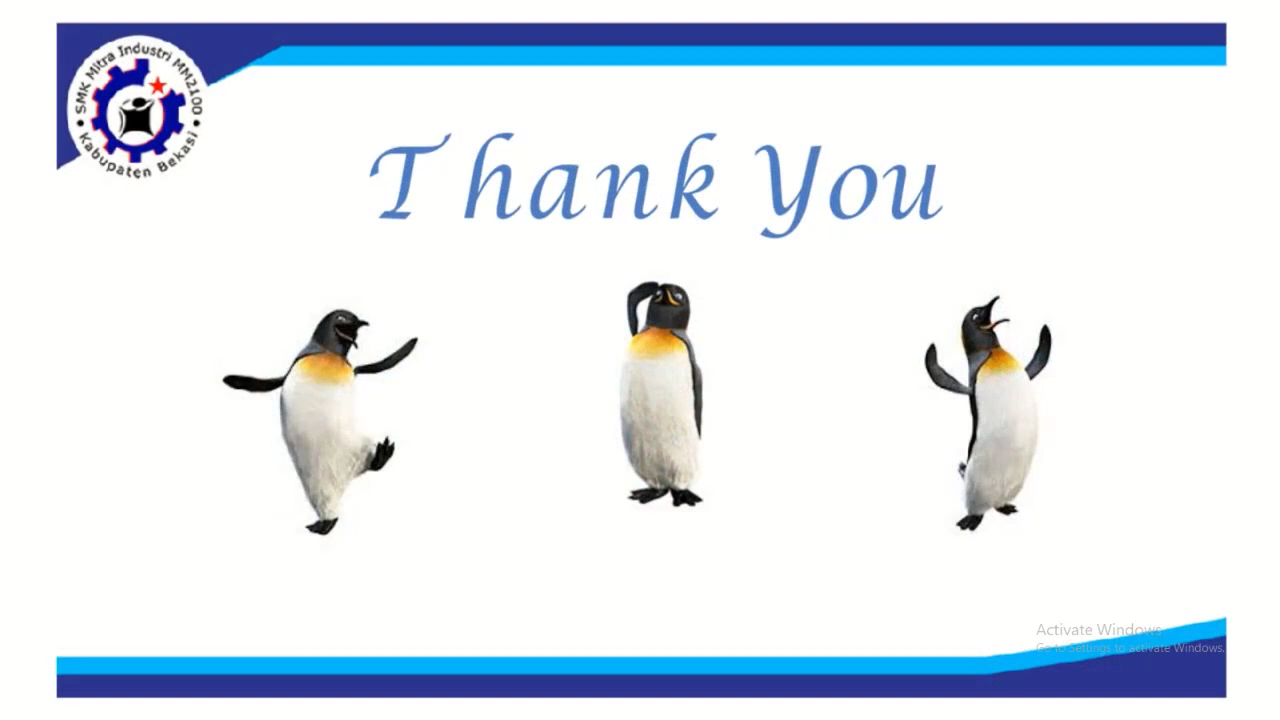 SMK Mitra Industri MM2100
Kabupaten Bekasi
Thank You
Activate Windows
Go to Settings to activate Windows.